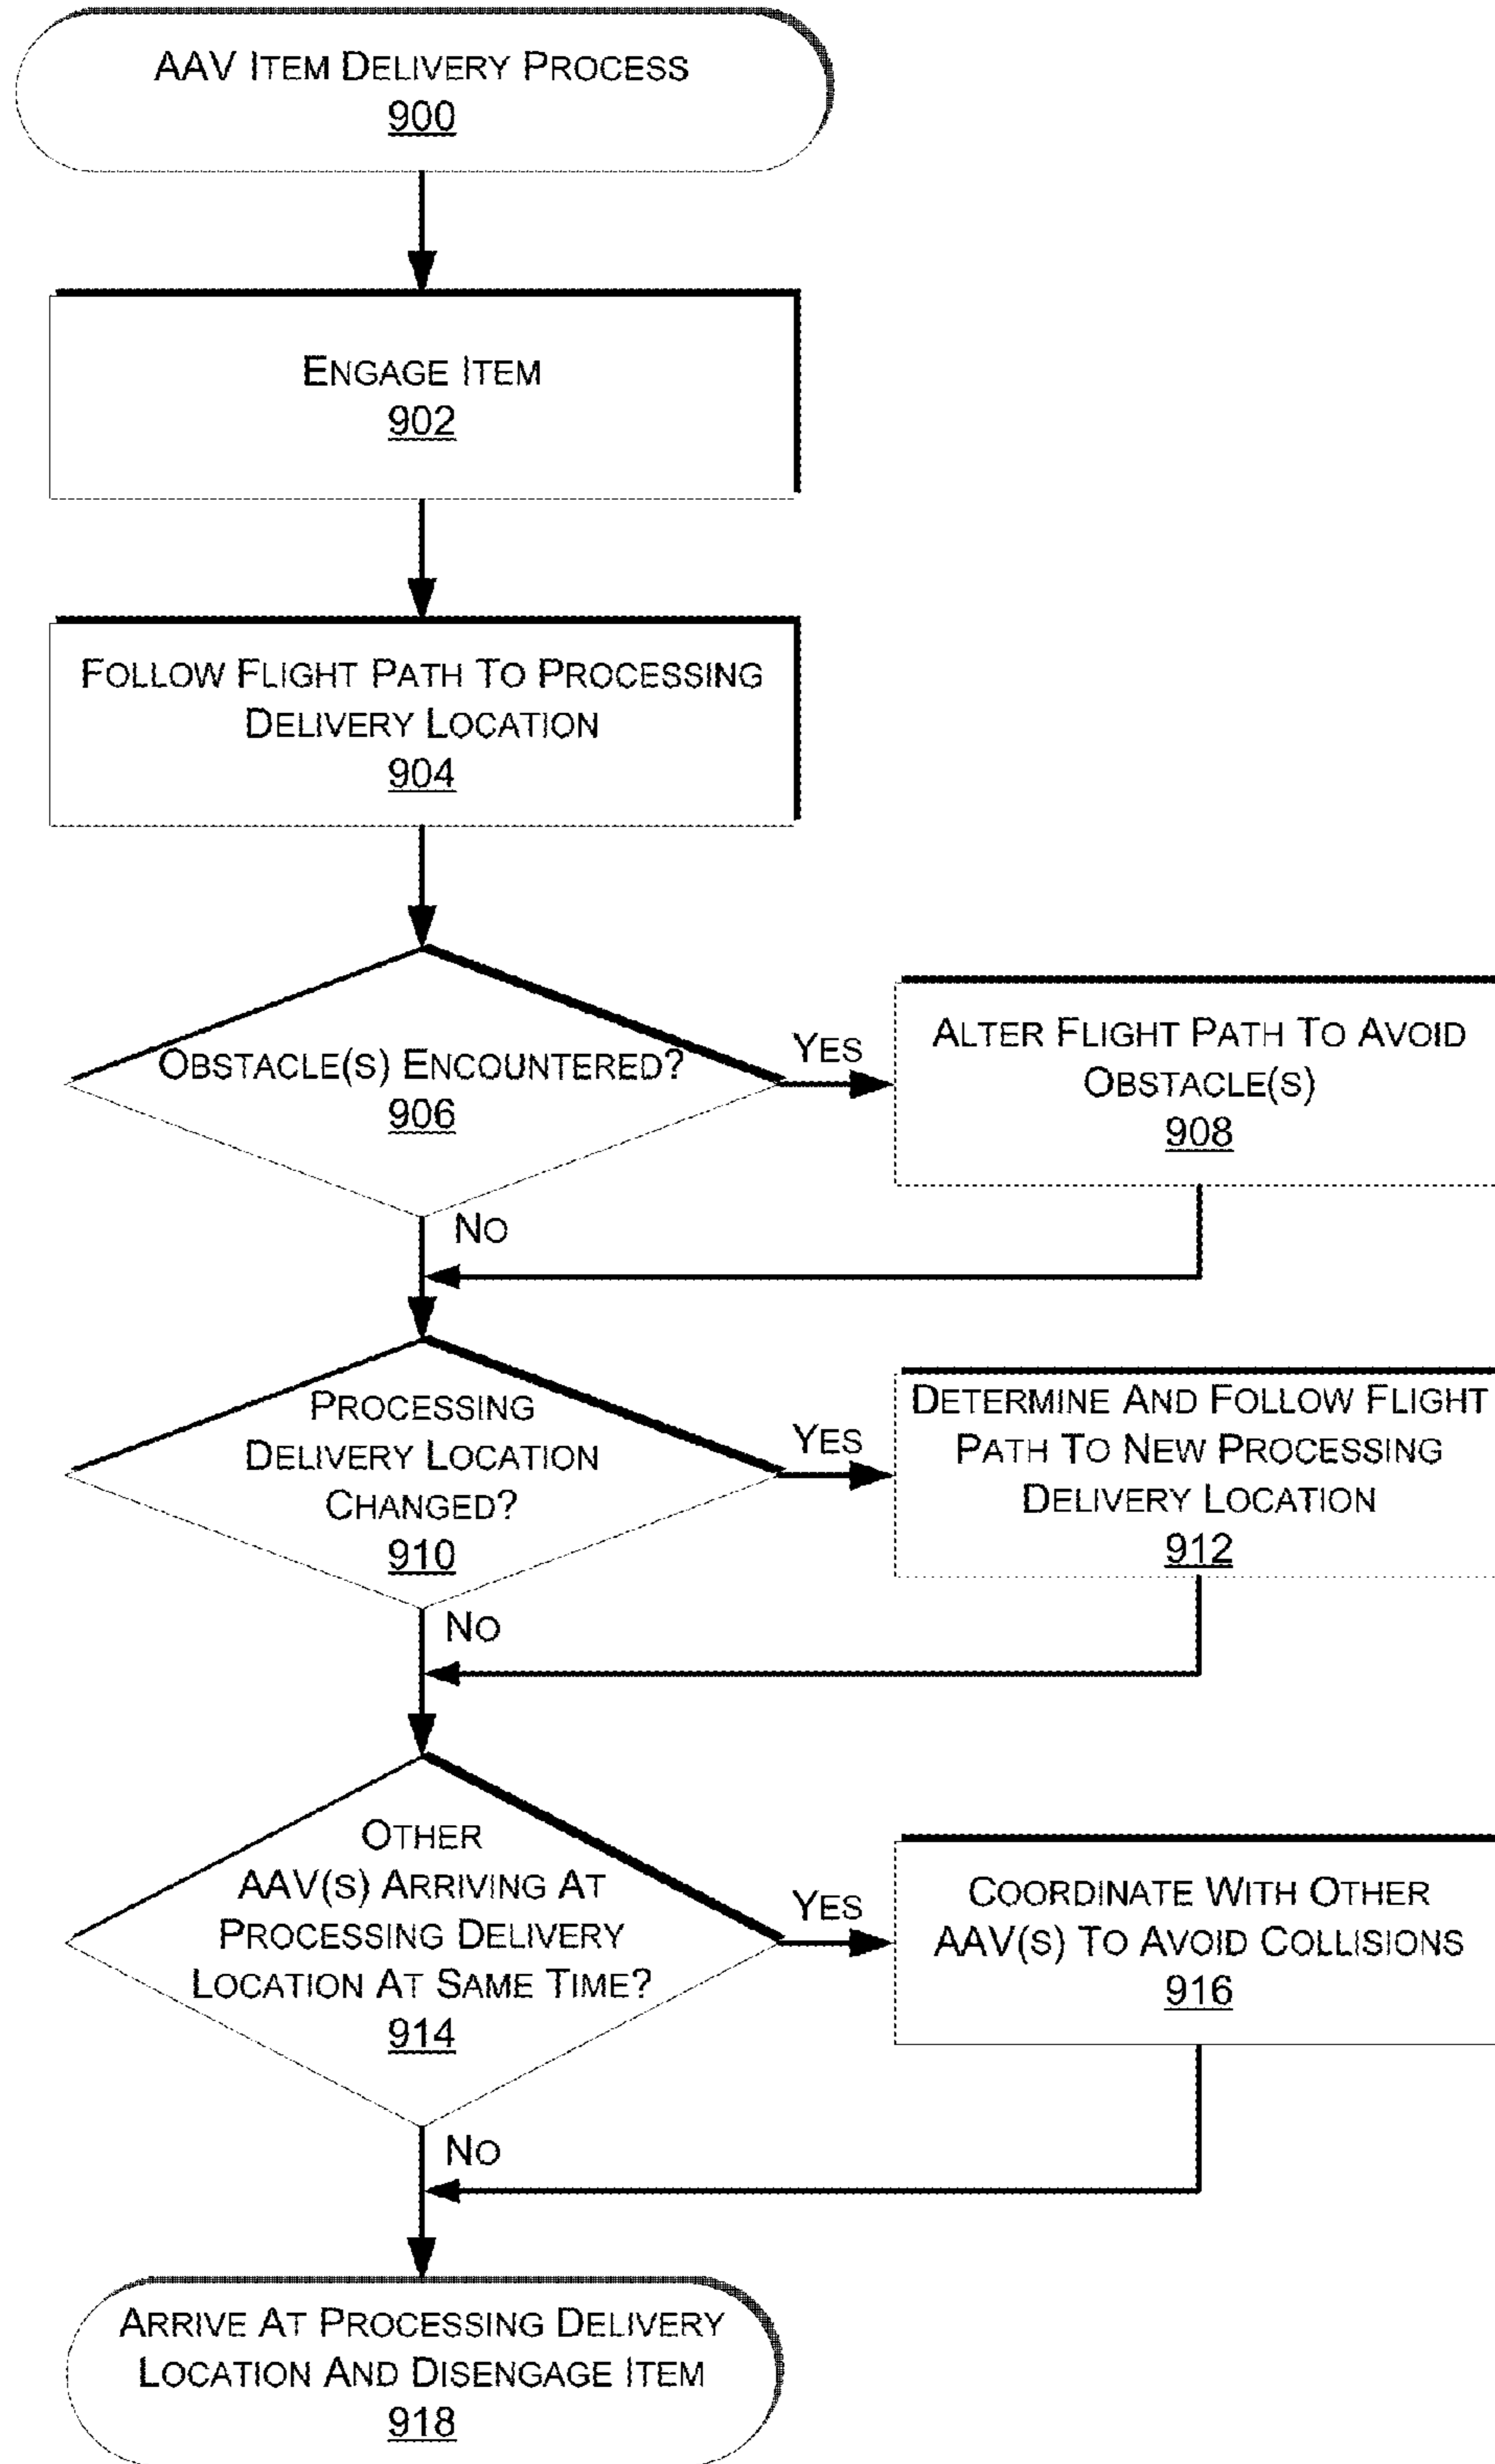 AAV ITEM DELIVERY PROCESS
900
ENGAGE ITEM
902
FOLLOW FLIGHT PATH TO PROCESSING
DELIVERY LOCATION
904
OBSTACLE(S) ENCOUNTERED?
906
YES
ALTER FLIGHT PATH TO AVOID
OBSTACLE(S)
908
NO
PROCESSING
DELIVERY LOCATION
CHANGED?
910
YES
DETERMINE AND FOLLOW FLIGHT
PATH TO NEW PROCESSING
DELIVERY LOCATION
912
NO
OTHER
AAV(S) ARRIVING AT
PROCESSING DELIVERY
LOCATION AT SAME TIME?
914
YES
COORDINATE WITH OTHER
AAV(S) TO AVOID COLLISIONS
916
NO
ARRIVE AT PROCESSING DELIVERY
LOCATION AND DISENGAGE ITEM
918